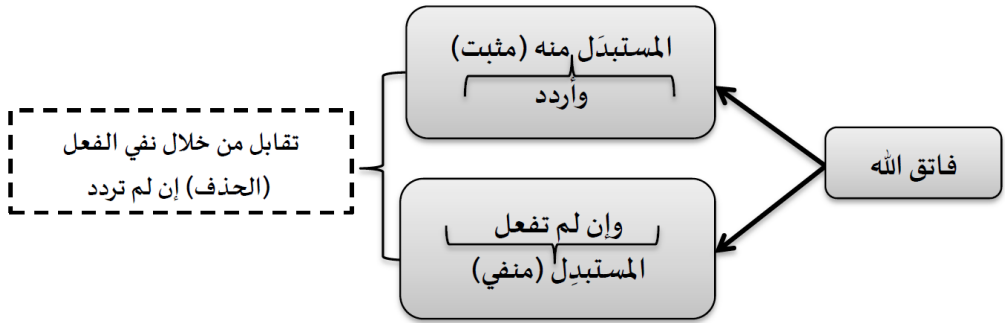 فاتق الله
المستبدَل منه (مثبت)
وأردد
وإن لم تفعل
المستبدِل (منفي)
تقابل من خلال نفي الفعل
(الحذف) إن لم تردد